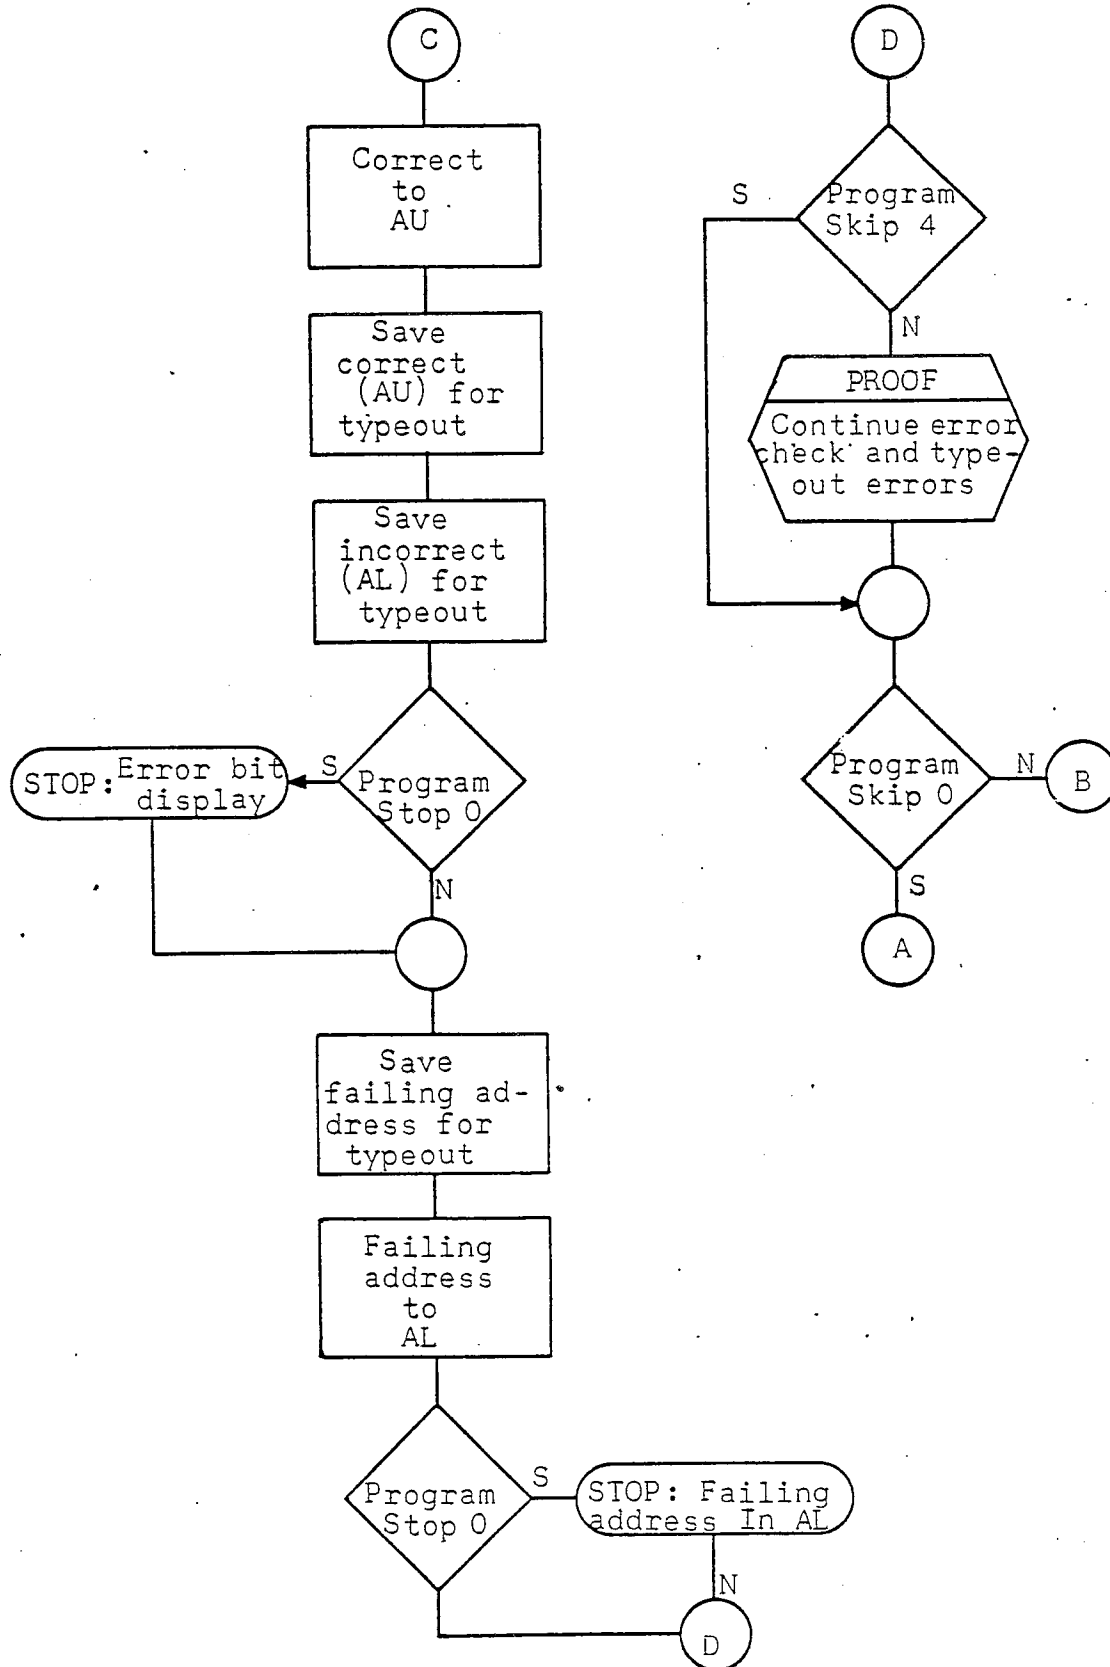 C
Correct
to
AU
Save
correct
(AU) for
typeout
Save
incorrect
(AL) for
typeout
Program
Stop 0
S
STOP: Error bit
display
N
Save
failing ad-
dress for
typeout
Failing
address
to
AL
Program
Stop 0
S
STOP: Failing
address In AL
N
D
D
Program
Skip 4
S
N
PROOF
Continue error
check and type-
out errors
Program
Skip 0
N
B
S
A